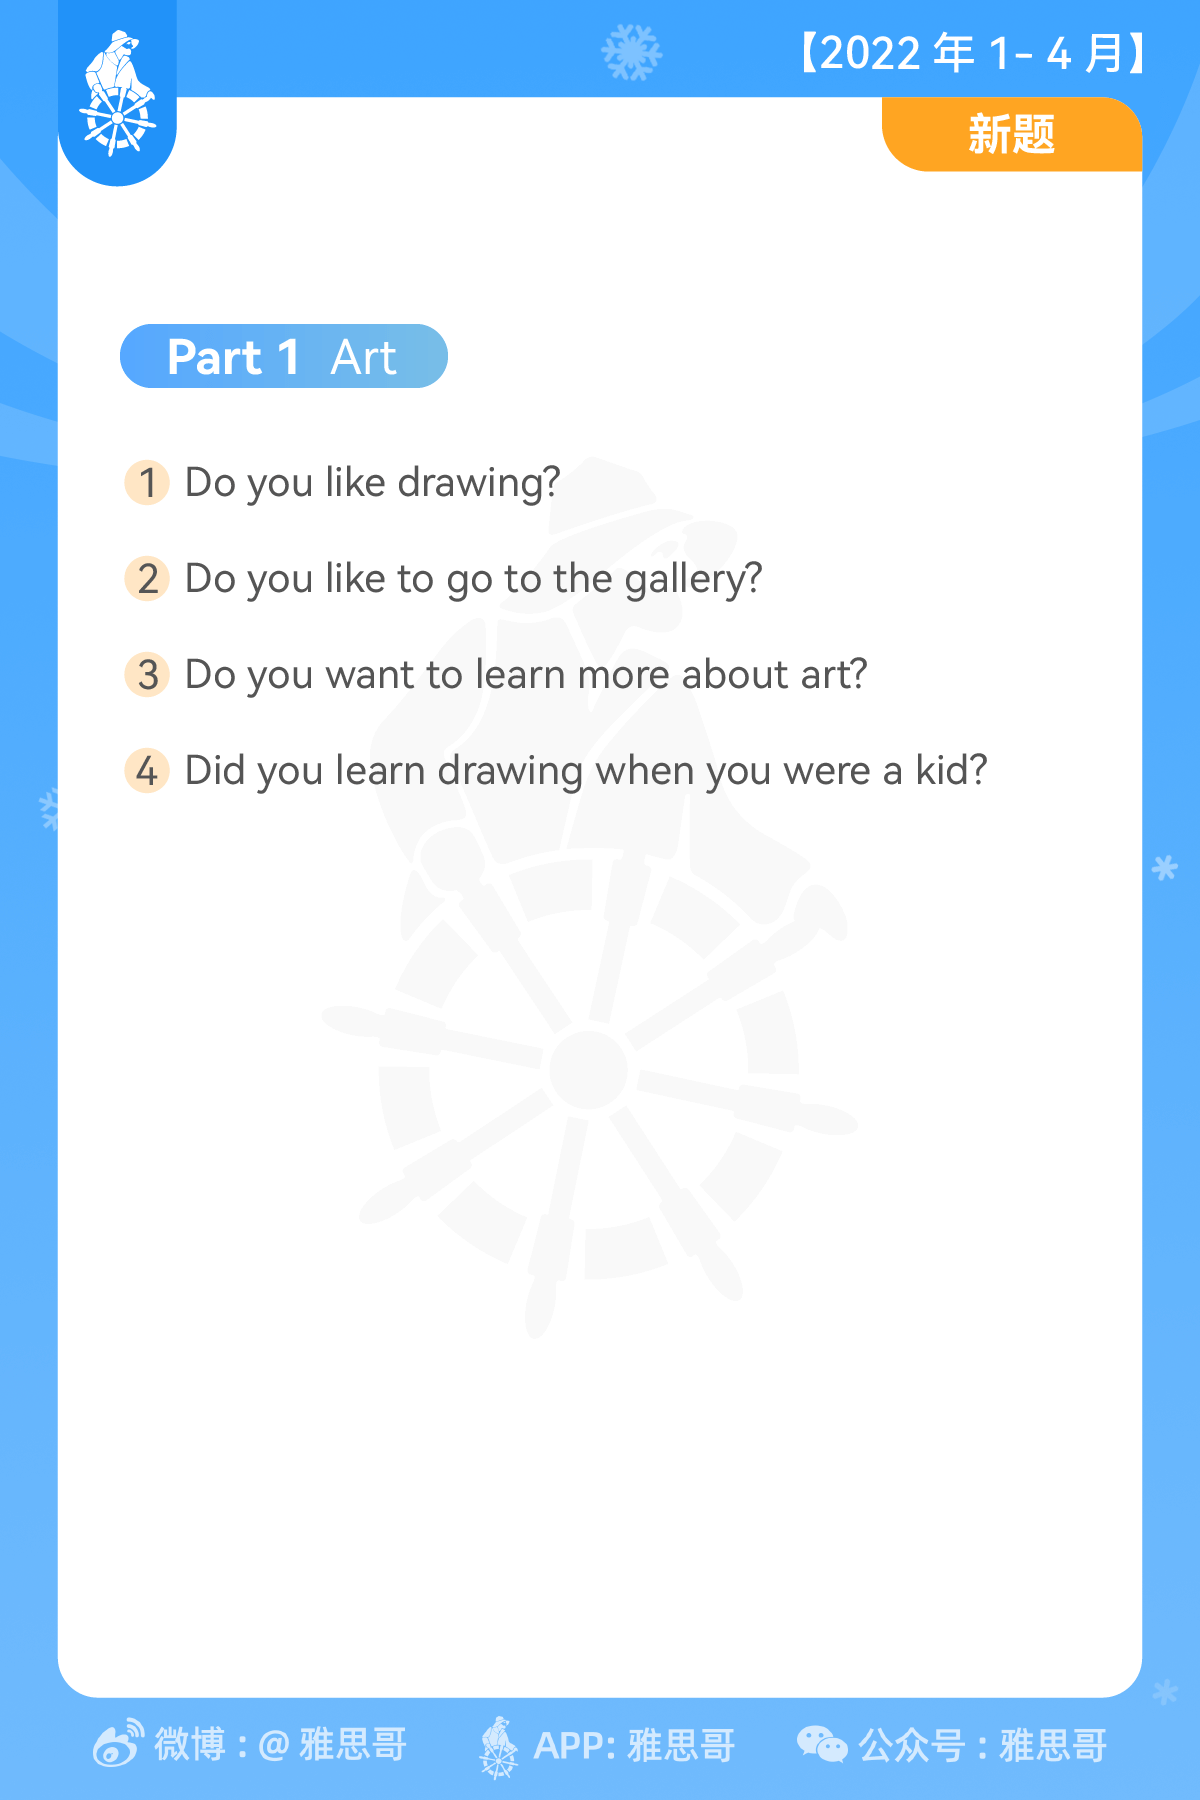 【2022 年 1- 4 月】
新题
Part 1 Art
1 Do you like drawing?
2 Do you like to go to the gallery?
3 Do you want to learn more about art?
4 Did you learn drawing when you were a kid?
微博：@ 雅思哥 APP: 雅思哥 公众号：雅思哥